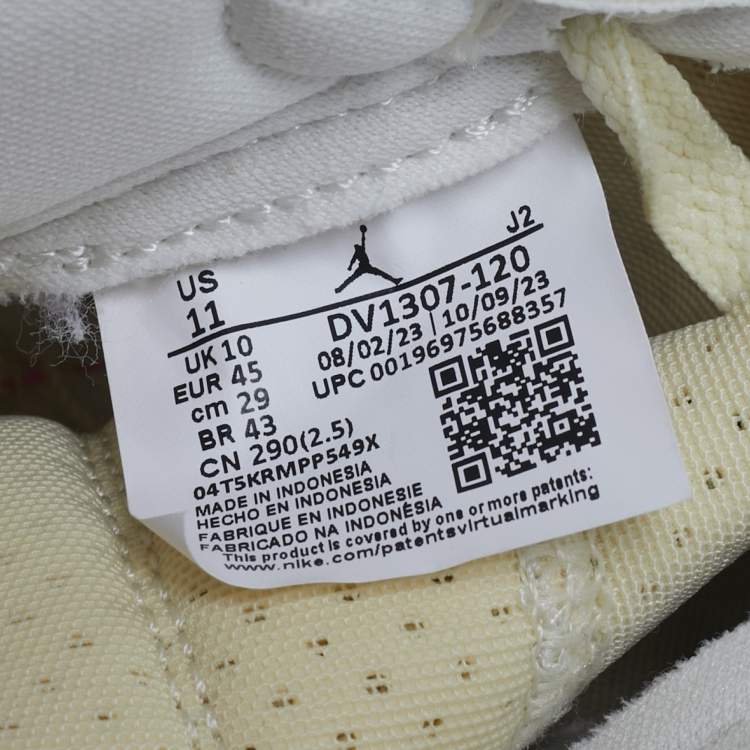 US
11
J2
DV1307-120
08/02/23 | 10/09/23
UPC 00196975688357
UK 10
EUR 45
cm 29
BR 43
CN 290(2.5)
04T5KRMPP549X
MADE IN INDONESIA
HECHO EN INDONESIA
FABRIQUE EN INDONESIE
FABRICADO NA INDONÉSIA
This product is covered by one or more patents:
www.nike.com/patentsvirtualmarking